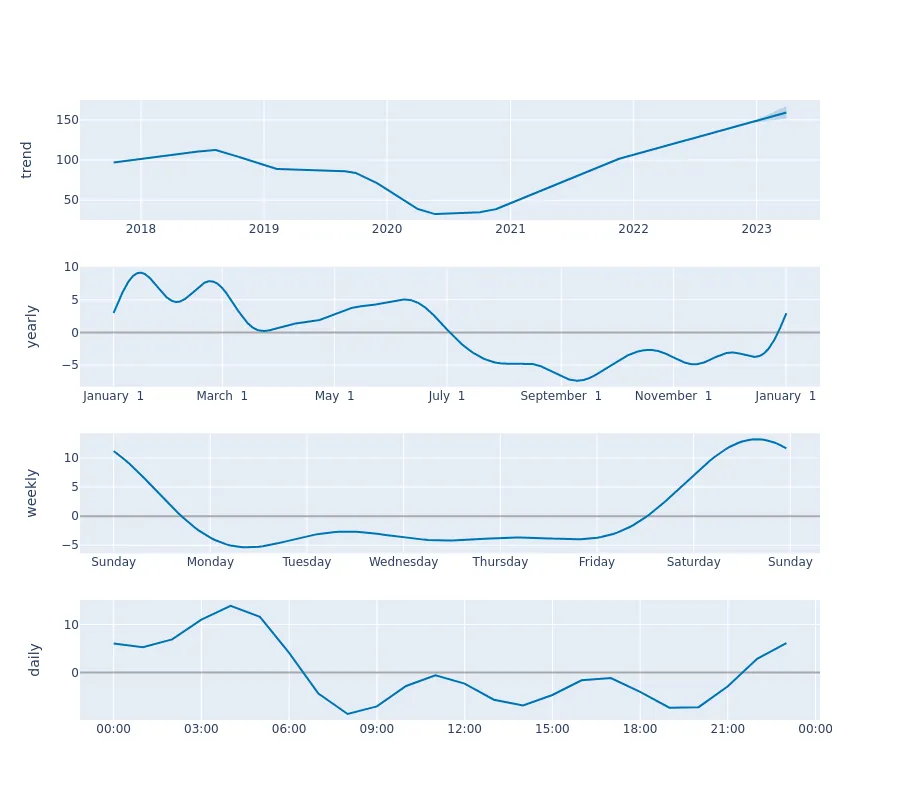 trend
150
100
50
2018 2019 2020 2021 2022 2023
yearly
10
5
0
−5
January 1 March 1 May 1 July 1 September 1 November 1 January 1
weekly
10
5
0
−5
Sunday Monday Tuesday Wednesday Thursday Friday Saturday Sunday
daily
10
0
00:00 03:00 06:00 09:00 12:00 15:00 18:00 21:00 00:00